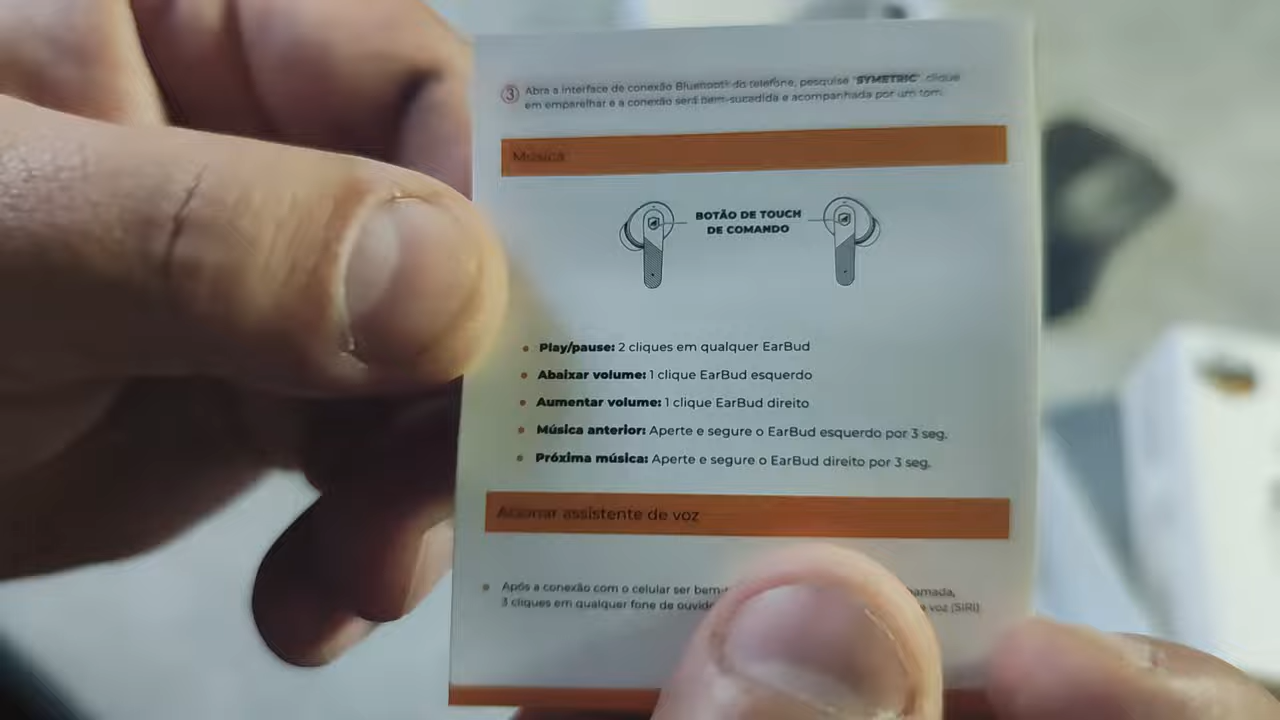 3 Abra a interface de conexão Bluetooth do telefone, pesquise "SYMETRIC" clique
em emparelhar e a conexão será bem-sucedida e acompanhada por um tom.
Música
BOTÃO DE TOUCH
DE COMANDO
• Play/pause: 2 cliques em qualquer EarBud
• Abaixar volume: 1 clique EarBud esquerdo
• Aumentar volume: 1 clique EarBud direito
• Música anterior: Aperte e segure o EarBud esquerdo por 3 seg.
• Próxima música: Aperte e segure o EarBud direito por 3 seg.
Acionar assistente de voz
• Após a conexão com o celular ser bem-
3 cliques em qualquer fone de voz (SIRI)